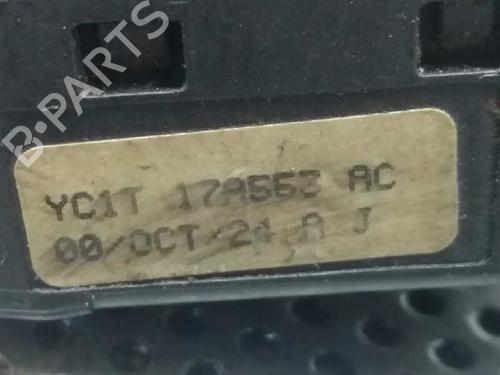 B-PARTS
YC1T 17A553 AC
00/OCT/24 A J